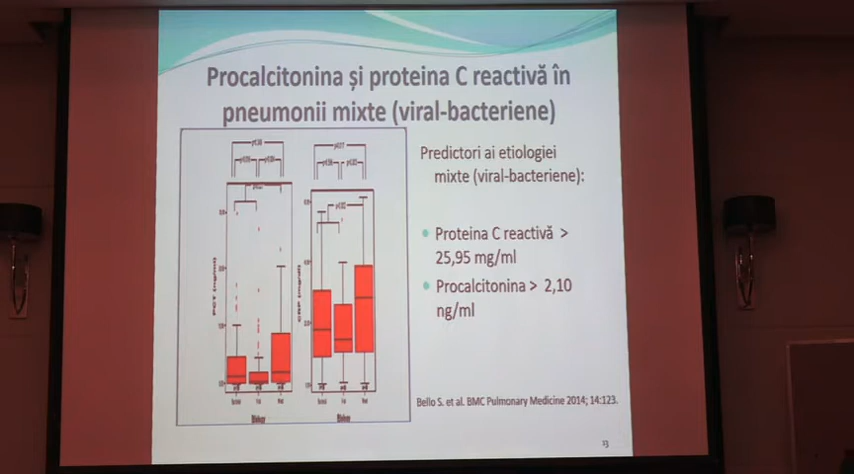 Procalcitonina și proteina C reactivă în
pneumonii mixte (viral-bacteriene)
Predictori ai etiologiei
mixte (viral-bacteriene):
Proteina C reactivă >
25,95 mg/ml
Procalcitonina > 2,10
ng/ml
Bello S. et al. BMC Pulmonary Medicine 2014; 14:123.
13